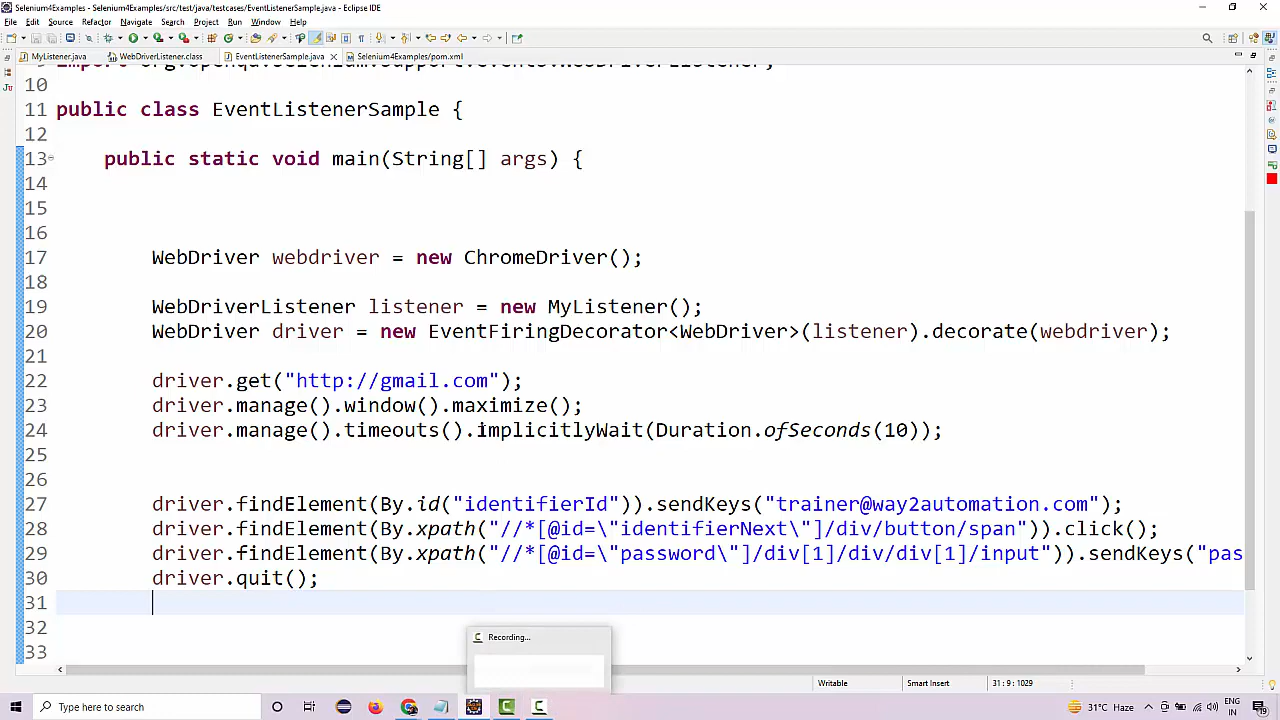 Selenium4Examples - Selenium4Examples/src/test/java/testcases/EventListenerSample.java - Eclipse IDE
File Edit Source Refactor Navigate Search Project Run Window Help
MyListener.java WebDriverListener.class EventListenerSample.java Selenium4Examples/pom.xml
10
11 public class EventListenerSample {
12
13 public static void main(String[] args) {
14
15
16
17 WebDriver webdriver = new ChromeDriver();
18
19 WebDriverListener listener = new MyListener();
20 WebDriver driver = new EventFiringDecorator<WebDriver>(listener).decorate(webdriver);
21
22 driver.get("http://gmail.com");
23 driver.manage().window().maximize();
24 driver.manage().timeouts().implicitlyWait(Duration.ofSeconds(10));
25
26
27 driver.findElement(By.id("identifierId")).sendKeys("trainer@way2automation.com");
28 driver.findElement(By.xpath("//*[@id=\"identifierNext\"]/div/button/span")).click();
29 driver.findElement(By.xpath("//*[@id=\"password\"]/div[1]/div/div[1]/input")).sendKeys("pas
30 driver.quit();
31
32
33
Recording...
Writable Smart Insert 31 : 9 : 1029
Type here to search
31°C Haze ENG IN